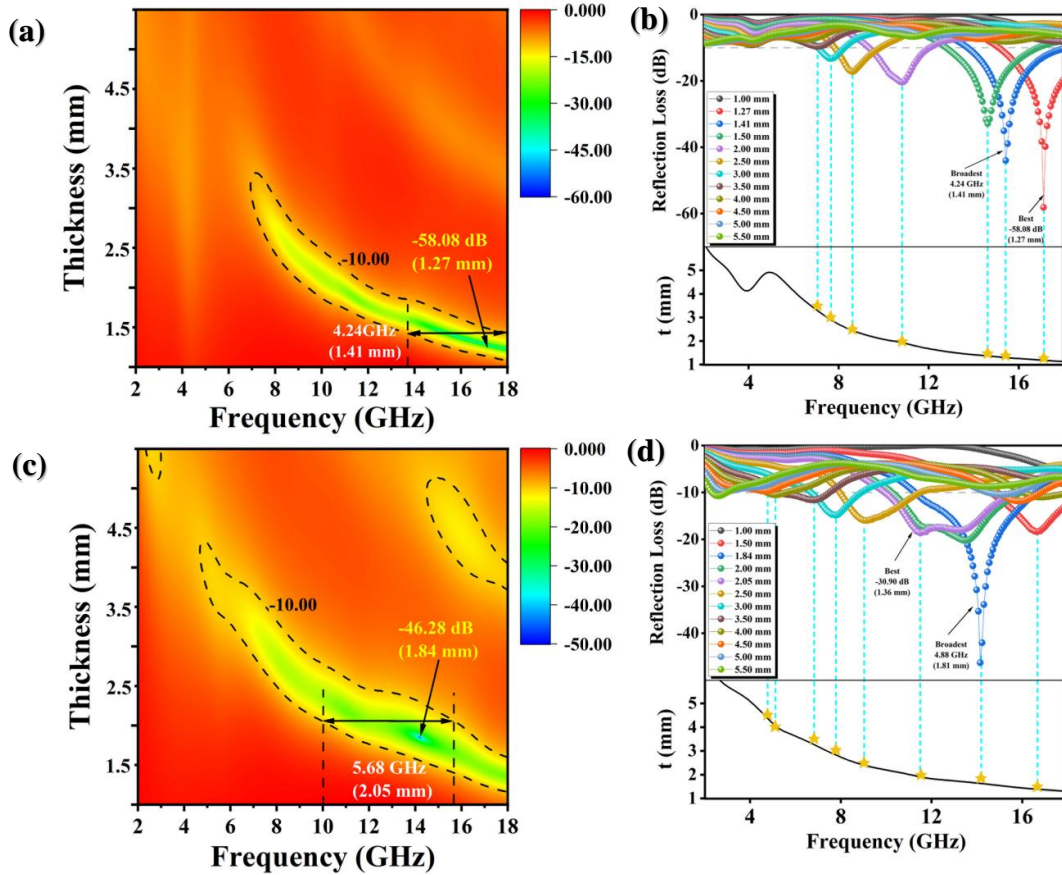 (a)
Thickness (mm)
4.5
3.5
2.5
1.5
-10.00
-58.08 dB
(1.27 mm)
4.24GHz
(1.41 mm)
2 4 6 8 10 12 14 16 18
Frequency (GHz)
0.000
-15.00
-30.00
-45.00
-60.00
(b)
Reflection Loss (dB)
0
-20
-40
-60
1.00 mm
1.27 mm
1.41 mm
1.50 mm
2.00 mm
2.50 mm
3.00 mm
3.50 mm
4.00 mm
4.50 mm
5.00 mm
5.50 mm
Broadest
4.24 GHz
(1.41 mm)
Best
-58.08 dB
(1.27 mm)
t (mm)
5
4
3
2
1
4 8 12 16
Frequency (GHz)
(c)
Thickness (mm)
4.5
3.5
2.5
1.5
-10.00
-46.28 dB
(1.84 mm)
5.68 GHz
(2.05 mm)
2 4 6 8 10 12 14 16 18
Frequency (GHz)
0.000
-10.00
-20.00
-30.00
-40.00
-50.00
(d)
Reflection Loss (dB)
0
-10
-20
-30
-40
1.00 mm
1.50 mm
1.84 mm
2.00 mm
2.05 mm
2.50 mm
3.00 mm
3.50 mm
4.00 mm
4.50 mm
5.00 mm
5.50 mm
Best
-30.90 dB
(1.36 mm)
Broadest
4.88 GHz
(1.81 mm)
t (mm)
5
4
3
2
1
4 8 12 16
Frequency (GHz)